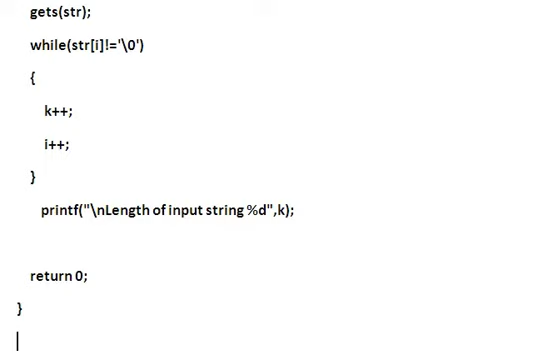 gets(str);
while(str[i]!='\0')
{
k++;
i++;
}
printf("\nLength of input string %d",k);
return 0;
}